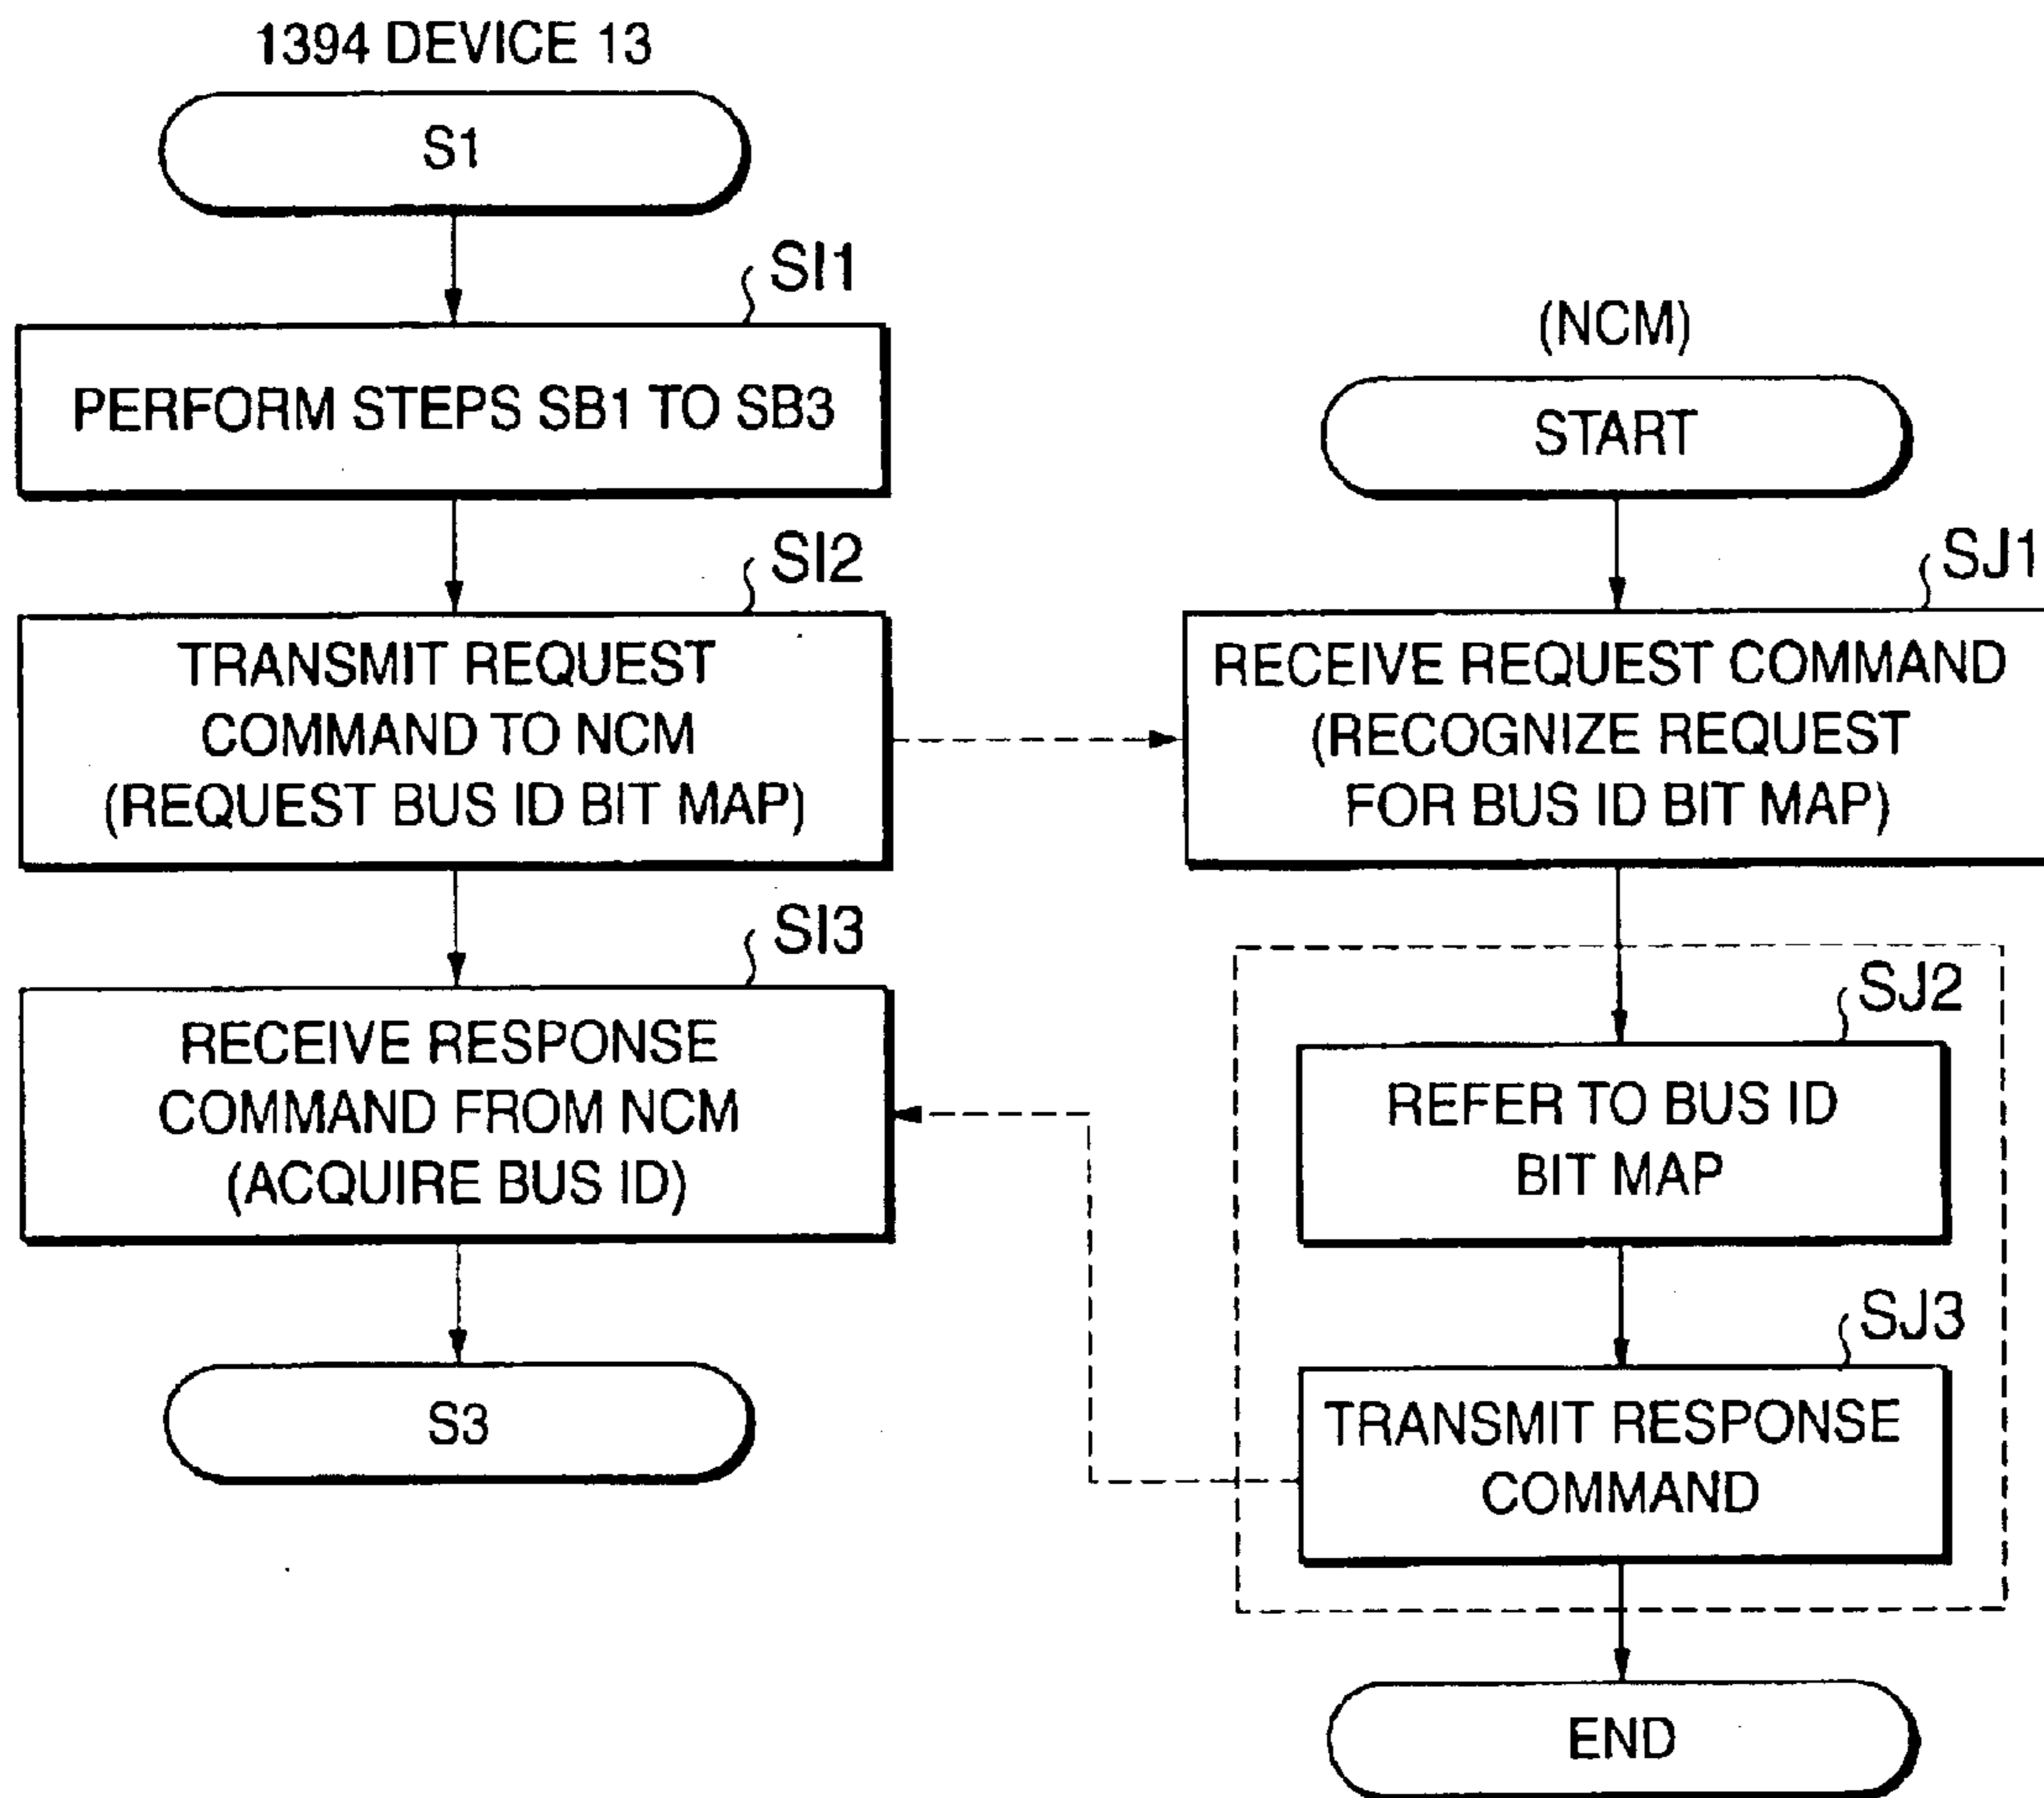 1394 DEVICE 13
S1
SI1
PERFORM STEPS SB1 TO SB3
SI2
TRANSMIT REQUEST
COMMAND TO NCM
(REQUEST BUS ID BIT MAP)
SI3
RECEIVE RESPONSE
COMMAND FROM NCM
(ACQUIRE BUS ID)
S3
(NCM)
START
SJ1
RECEIVE REQUEST COMMAND
(RECOGNIZE REQUEST
FOR BUS ID BIT MAP)
SJ2
REFER TO BUS ID
BIT MAP
SJ3
TRANSMIT RESPONSE
COMMAND
END